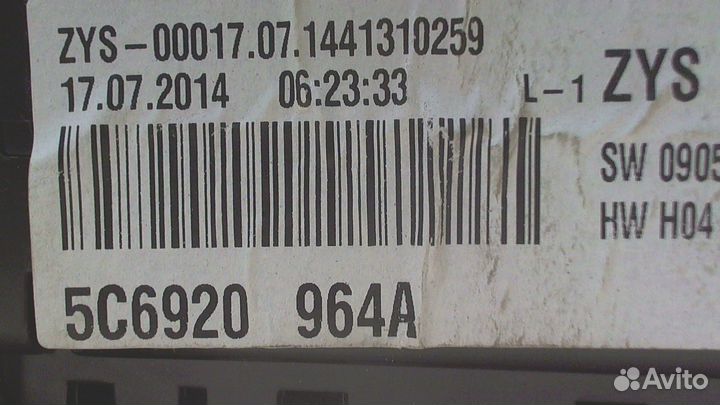 ZYS-00017.07.1441310259
17.07.2014 06:23:33
L-1 ZYS
SW 0905
HW H04
5C6920 964A
Avito